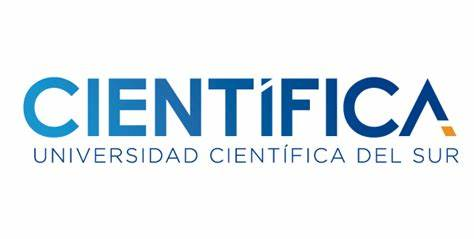 CIENTÍFICA
UNIVERSIDAD CIENTÍFICA DEL SUR